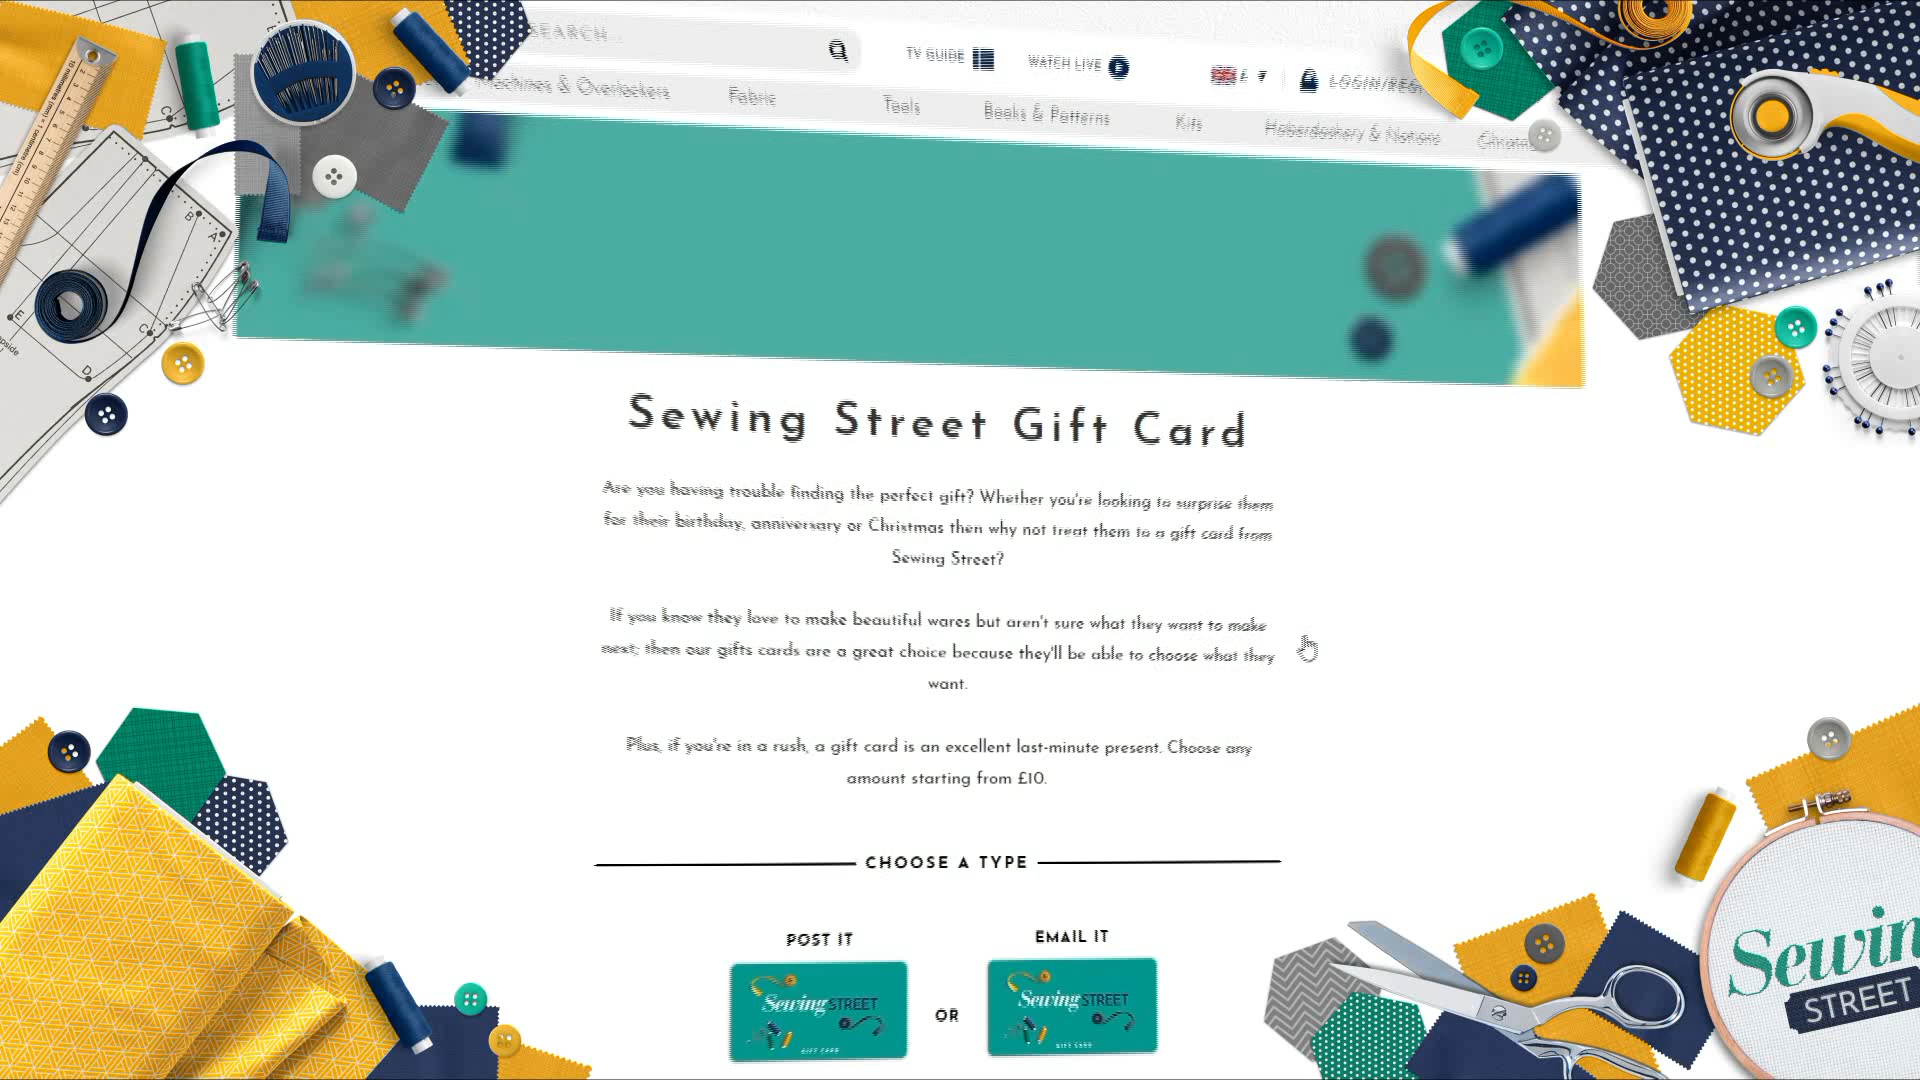 SEARCH...
TV GUIDE
WATCH LIVE
£
Machines & Overlockers
Fabric
Tools
Books & Patterns
Kits
Haberdashery & Notions
Sewing Street Gift Card
Are you having trouble finding the perfect gift? Whether you're looking to surprise them
for their birthday, anniversary or Christmas then why not treat them to a gift card from
Sewing Street?
If you know they love to make beautiful wares but aren't sure what they want to make
next; then our gifts cards are a great choice because they'll be able to choose what they
want.
Plus, if you're in a rush, a gift card is an excellent last-minute present. Choose any
amount starting from £10.
CHOOSE A TYPE
POST IT
EMAIL IT
Sewing STREET
GIFT CARD
OR
Sewing STREET
GIFT CARD
STREET